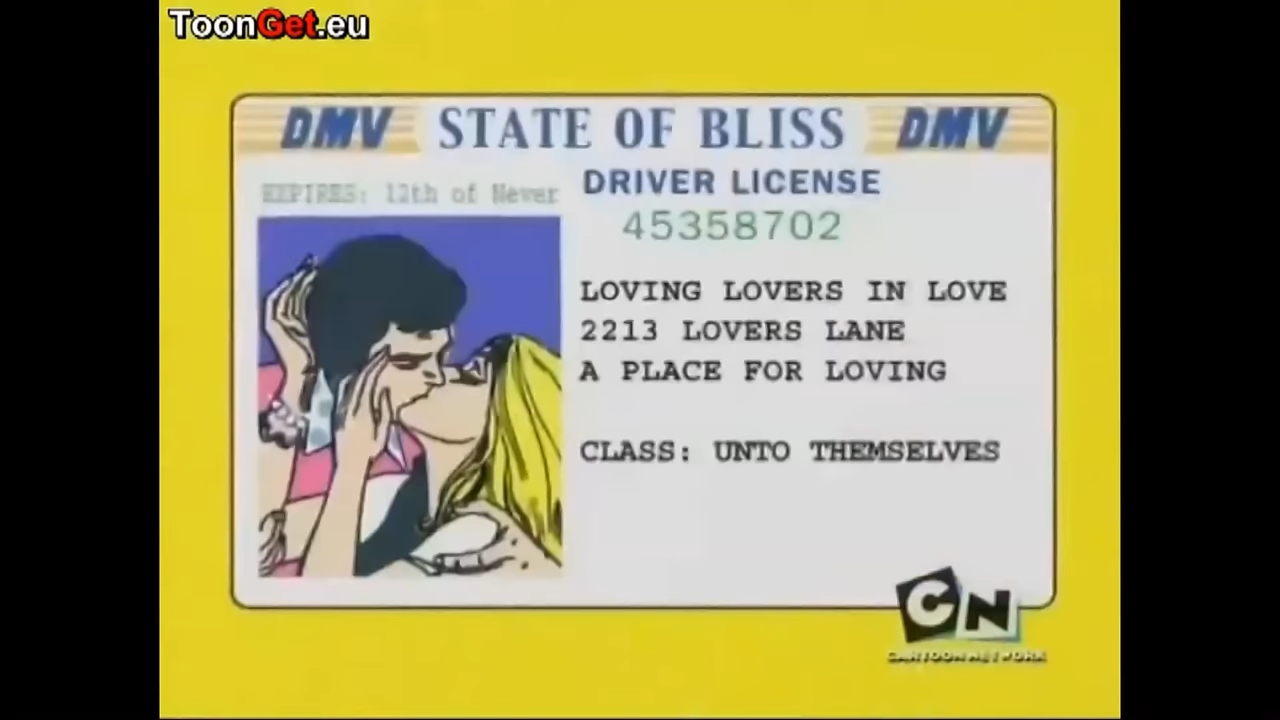 ToonGet.eu
DMV STATE OF BLISS DMV
DRIVER LICENSE
EXPIRES: 12th of Never
45358702
LOVING LOVERS IN LOVE
2213 LOVERS LANE
A PLACE FOR LOVING
CLASS: UNTO THEMSELVES
CN
CARTOON NETWORK